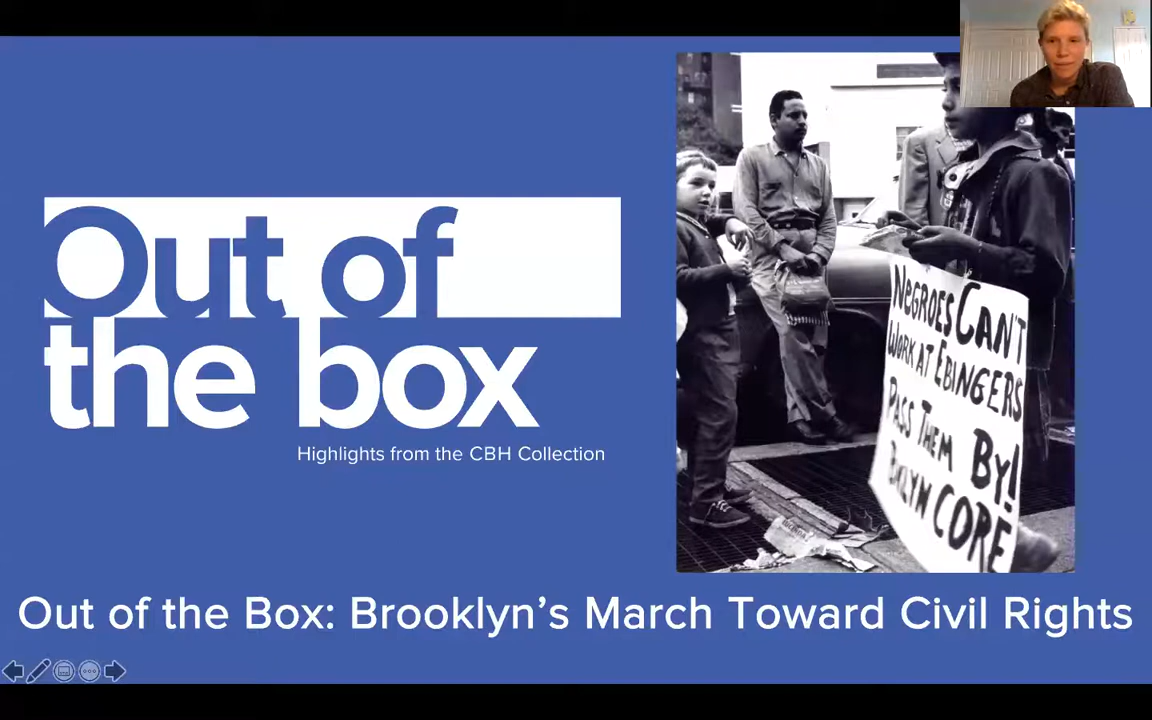 Out of
the box
Highlights from the CBH Collection
NEGROES CAN'T
WORK AT EBINGERS
PASS THEM BY!
BKLYN CORE
Out of the Box: Brooklyn's March Toward Civil Rights